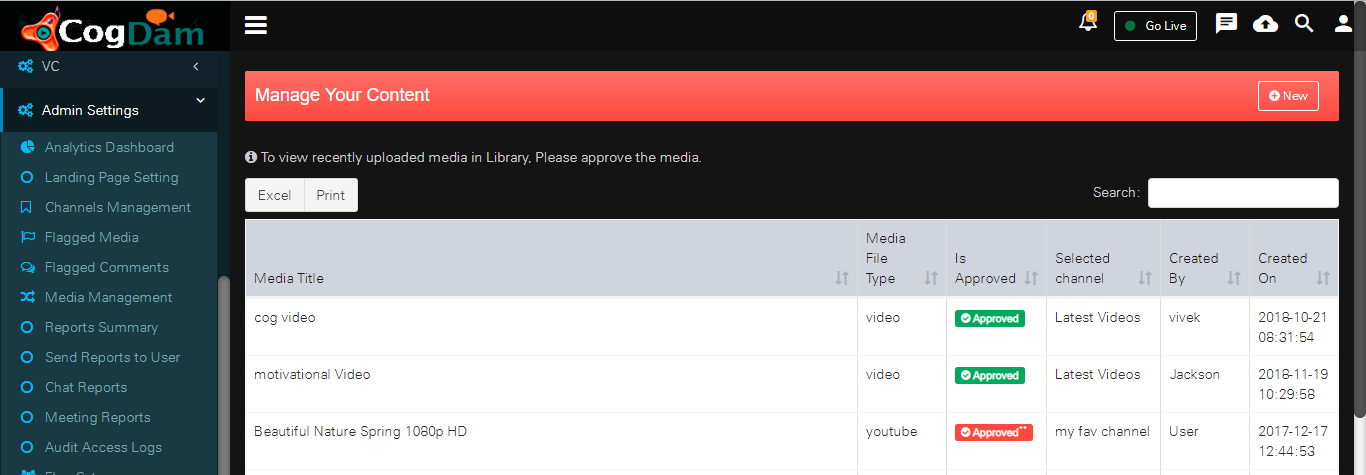 CogDam
0
Go Live
VC
Admin Settings
Analytics Dashboard
Landing Page Setting
Channels Management
Flagged Media
Flagged Comments
Media Management
Reports Summary
Send Reports to User
Chat Reports
Meeting Reports
Audit Access Logs
Manage Your Content
New
To view recently uploaded media in Library, Please approve the media.
Excel Print
Search:
Media Title
Media
File
Type
Is
Approved
Selected
channel
Created
By
Created
On
cog video
video
Approved
Latest Videos
vivek
2018-10-21
08:31:54
motivational Video
video
Approved
Latest Videos
Jackson
2018-11-19
10:29:58
Beautiful Nature Spring 1080p HD
youtube
Approved**
my fav channel
User
2017-12-17
12:44:53